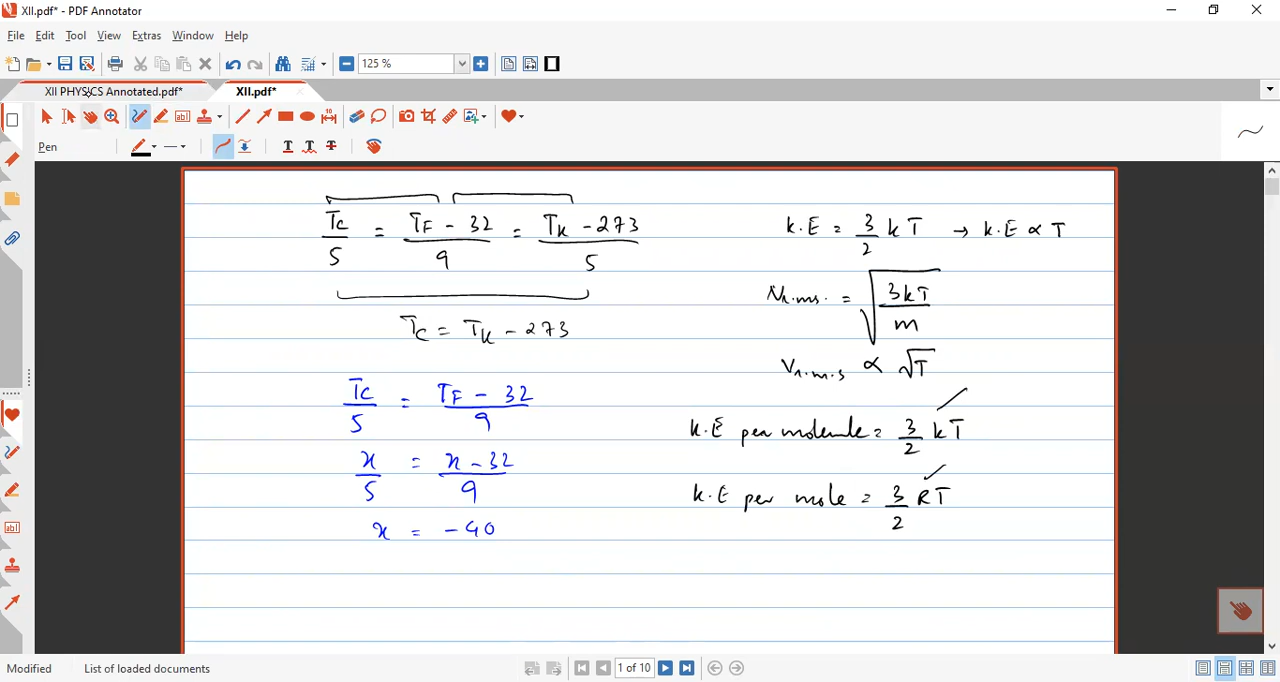 XII.pdf* - PDF Annotator
File Edit Tool View Extras Window Help
125 %
XII PHYSICS Annotated.pdf*
XII.pdf*
Pen
Tc/5 = (TF - 32)/9 = (TK - 273)/5
Tc = TK - 273
Tc/5 = (TF - 32)/9
x/5 = (x - 32)/9
x = -40
K.E = 3/2 kT → K.E ∝ T
Vr.m.s. = √(3kT/m)
Vr.m.s ∝ √T
K.E per molecule = 3/2 kT
K.E per mole = 3/2 RT
Modified
List of loaded documents
1 of 10